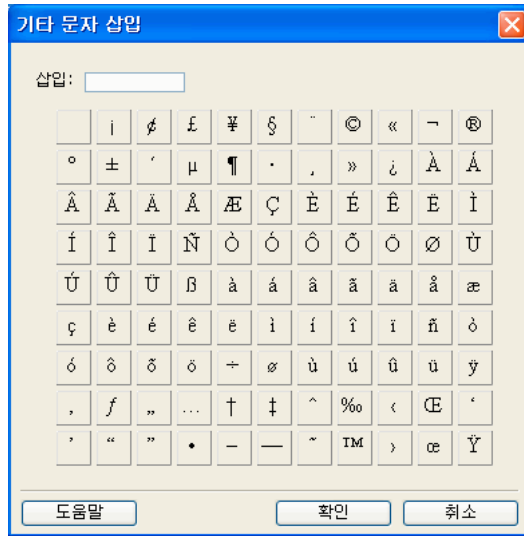 기타 문자 삽입
삽입:
¡ ¢ £ ¥ § ¨ © « ¬ ®
° ± ´ µ ¶ · ¸ » ¿ À Á
Â Ã Ä Å Æ Ç È É Ê Ë Ì
Í Î Ï Ñ Ò Ó Ô Õ Ö Ø Ù
Ú Û Ü ß à á â ã ä å æ
ç è é ê ë ì í î ï ñ ò
ó ô õ ö ÷ ø ù ú û ü ÿ
‚ ƒ „ … † ‡ ˆ ‰ ‹ Œ ‘
’ “ ” • – — ˜ ™ › œ Ÿ
도움말 확인 취소